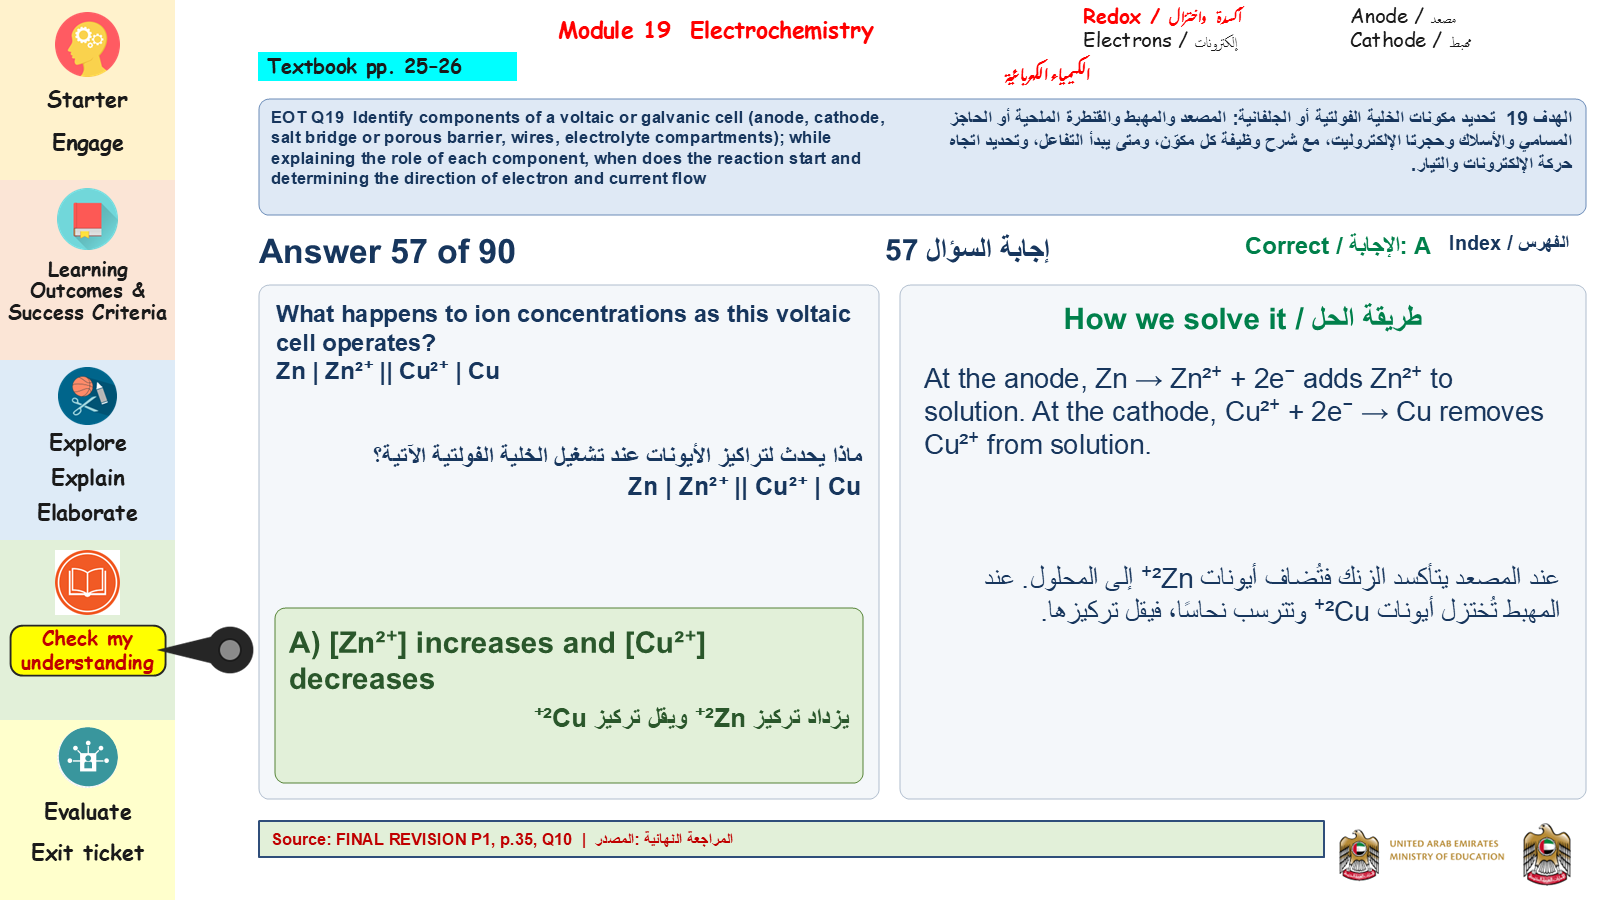 Starter
Engage
Learning
Outcomes &
Success Criteria
Explore
Explain
Elaborate
Check my
understanding
Evaluate
Exit ticket
Module 19 Electrochemistry
Redox / أكسدة واختزال
Electrons / إلكترونات
Anode / مصعد
Cathode / مهبط
الكيمياء الكهربائية
Textbook pp. 25-26
EOT Q19 Identify components of a voltaic or galvanic cell (anode, cathode,
salt bridge or porous barrier, wires, electrolyte compartments); while
explaining the role of each component, when does the reaction start and
determining the direction of electron and current flow
الهدف 19 تحديد مكونات الخلية الفولتية أو الجلفانية: المصعد والمهبط والقنطرة الملحية أو الحاجز
المسامي والأسلاك وحجرتا الإلكتروليت، مع شرح وظيفة كل مكوّن، ومتى يبدأ التفاعل، وتحديد اتجاه
حركة الإلكترونات والتيار.
Answer 57 of 90
إجابة السؤال 57
Correct / الإجابة: A
Index / الفهرس
What happens to ion concentrations as this voltaic
cell operates?
Zn | Zn²⁺ || Cu²⁺ | Cu
ماذا يحدث لتراكيز الأيونات عند تشغيل الخلية الفولتية الآتية؟
Zn | Zn²⁺ || Cu²⁺ | Cu
A) [Zn²⁺] increases and [Cu²⁺]
decreases
يزداد تركيز Zn²⁺ ويقل تركيز Cu²⁺
How we solve it / طريقة الحل
At the anode, Zn → Zn²⁺ + 2e⁻ adds Zn²⁺ to
solution. At the cathode, Cu²⁺ + 2e⁻ → Cu removes
Cu²⁺ from solution.
عند المصعد يتأكسد الزنك فتُضاف أيونات Zn²⁺ إلى المحلول. عند
المهبط تُختزل أيونات Cu²⁺ وتترسب نحاسًا، فيقل تركيزها.
Source: FINAL REVISION P1, p.35, Q10 | المراجعة النهائية :المصدر
UNITED ARAB EMIRATES
MINISTRY OF EDUCATION